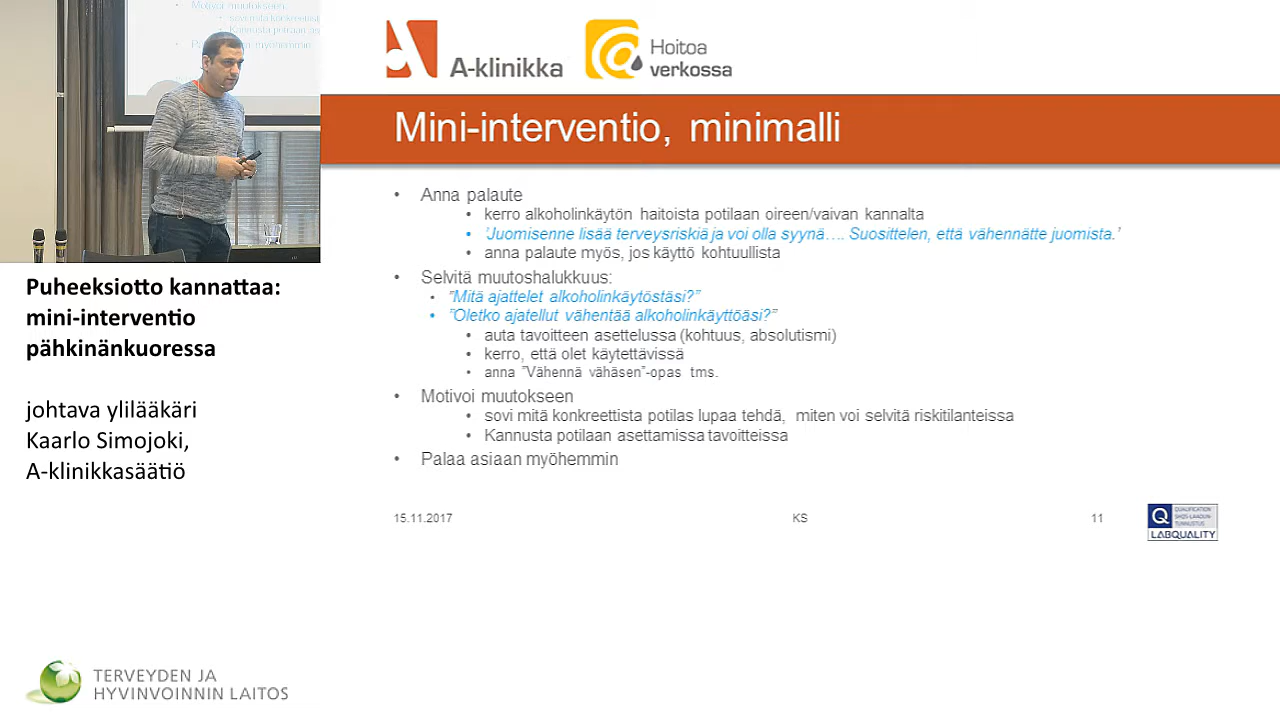 Motivoi muutokseen
A-klinikka
Hoitoa
verkossa
Mini-interventio, minimalli
• Anna palaute
• kerro alkoholinkäytön haitoista potilaan oireen/vaivan kannalta
• 'Juomisenne lisää terveysriskiä ja voi olla syynä…. Suosittelen, että vähennätte juomista.'
• anna palaute myös, jos käyttö kohtuullista
• Selvitä muutoshalukkuus:
• "Mitä ajattelet alkoholinkäytöstäsi?"
• "Oletko ajatellut vähentää alkoholinkäyttöäsi?"
• auta tavoitteen asettelussa (kohtuus, absolutismi)
• kerro, että olet käytettävissä
• anna "Vähennä vähäsen"-opas tms.
• Motivoi muutokseen
• sovi mitä konkreettista potilas lupaa tehdä, miten voi selvitä riskitilanteissa
• Kannusta potilaan asettamissa tavoitteissa
• Palaa asiaan myöhemmin
15.11.2017 KS 11
Q
LABQUALITY
Puheeksiotto kannattaa:
mini-interventio
pähkinänkuoressa
johtava ylilääkäri
Kaarlo Simojoki,
A-klinikkasäätiö
TERVEYDEN JA
HYVINVOINNIN LAITOS